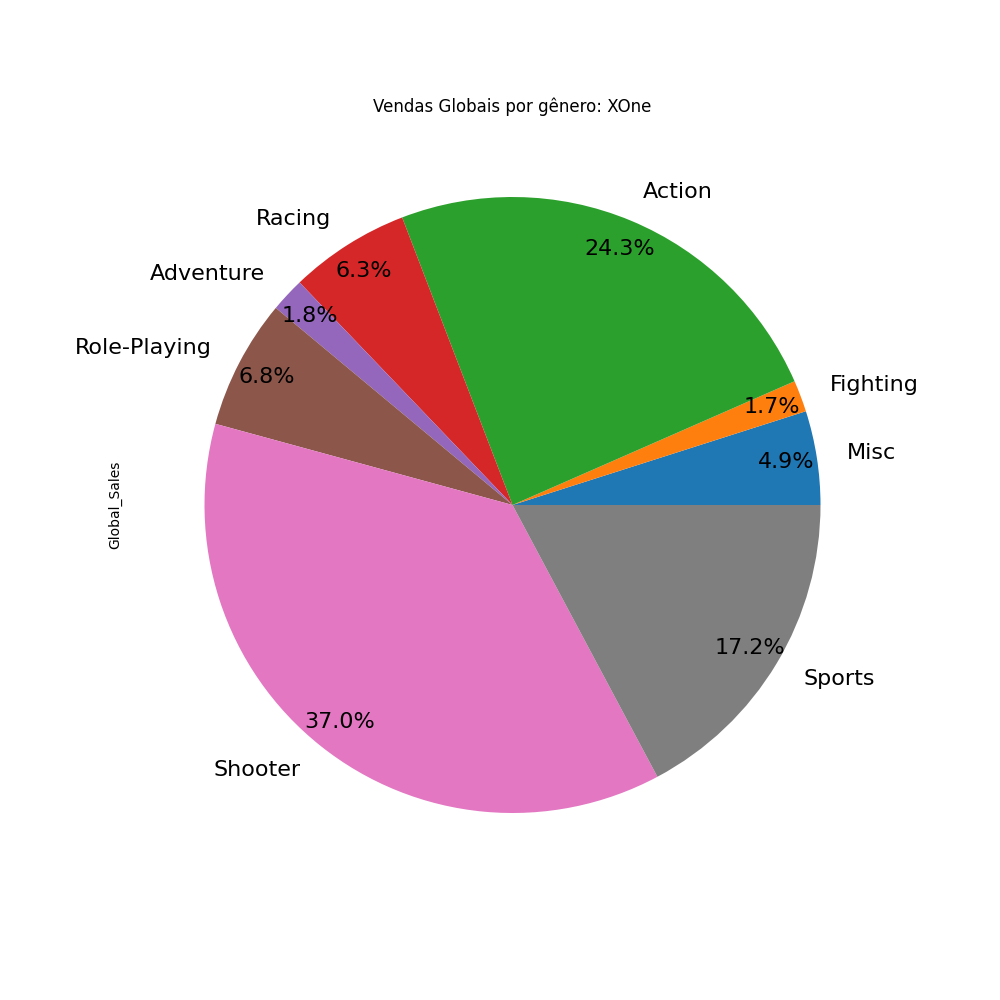 Vendas Globais por gênero: XOne
Action
24.3%
Racing
6.3%
Adventure
1.8%
Role-Playing
6.8%
Fighting
1.7%
Misc
4.9%
Global_Sales
17.2%
Sports
37.0%
Shooter